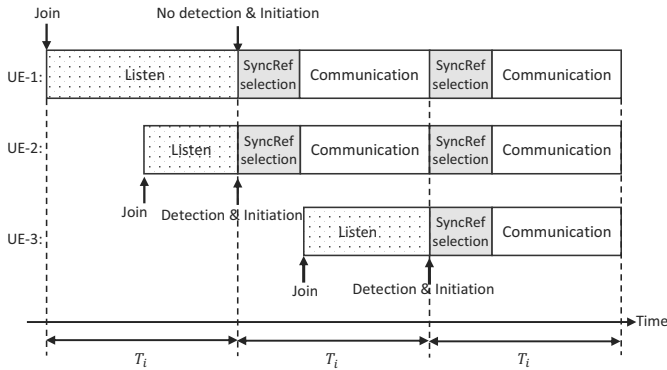 Join
No detection & Initiation
UE-1:
Listen
SyncRef
selection
Communication
SyncRef
selection
Communication
UE-2:
Listen
SyncRef
selection
Communication
SyncRef
selection
Communication
Join
Detection & Initiation
UE-3:
Listen
SyncRef
selection
Communication
Join
Detection & Initiation
Time
T_i
T_i
T_i